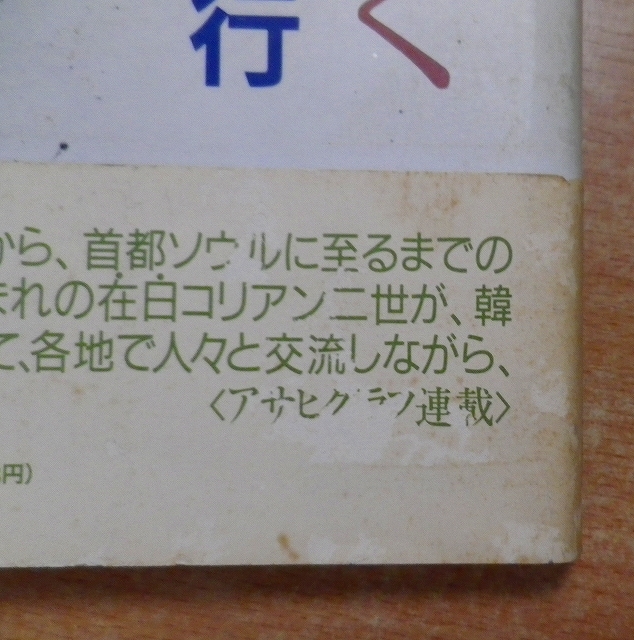 行く
から、首都ソウルに至るまでの
まれの在日コリアン二世が、韓
て、各地で人々と交流しながら、
〈アサヒグラフ連載〉
円）